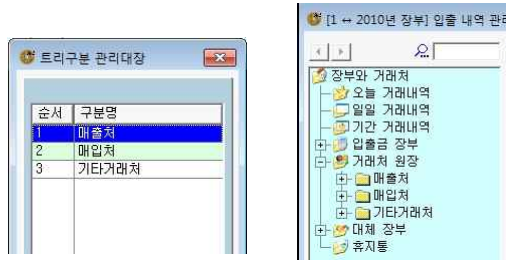 트리구분 관리대장
순서 구분명
1 매출처
2 매입처
3 기타거래처
[1 ↔ 2010년 장부] 입출 내역 관리
장부와 거래처
오늘 거래내역
일일 거래내역
기간 거래내역
입출금 장부
거래처 원장
매출처
매입처
기타거래처
대체 장부
휴지통